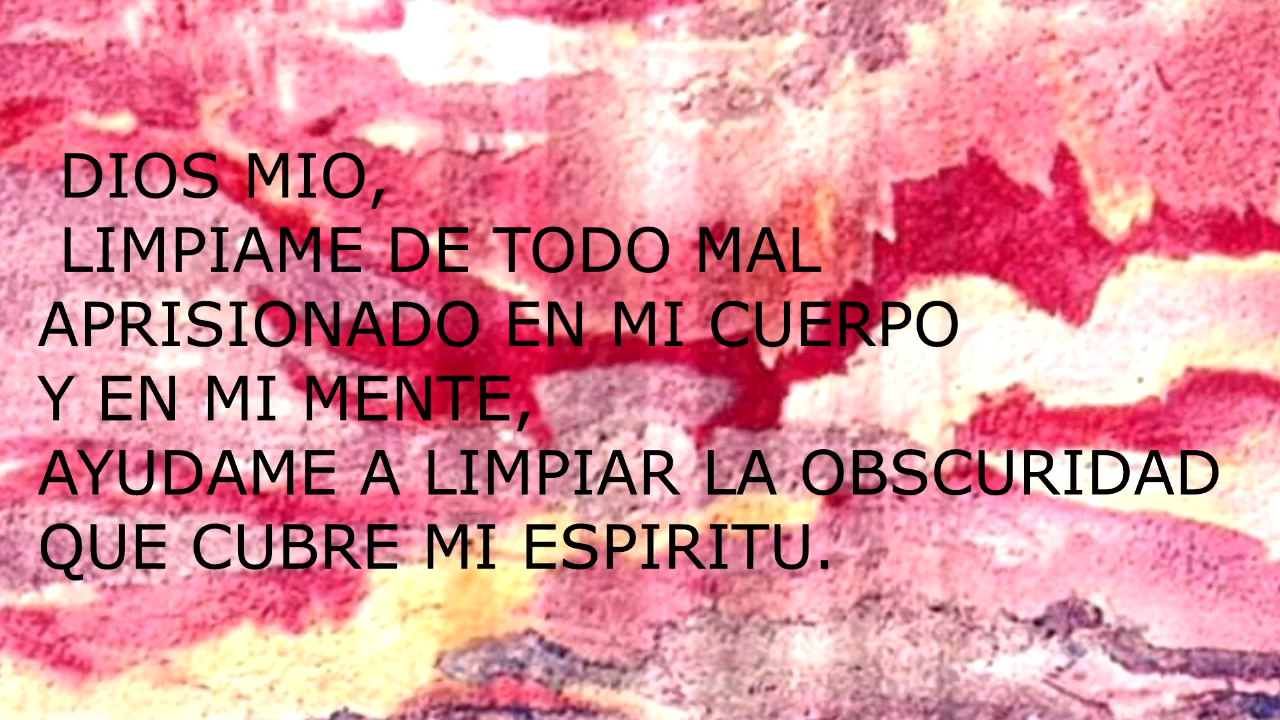 DIOS MIO,
LIMPIAME DE TODO MAL
APRISIONADO EN MI CUERPO
Y EN MI MENTE,
AYUDAME A LIMPIAR LA OBSCURIDAD
QUE CUBRE MI ESPIRITU.